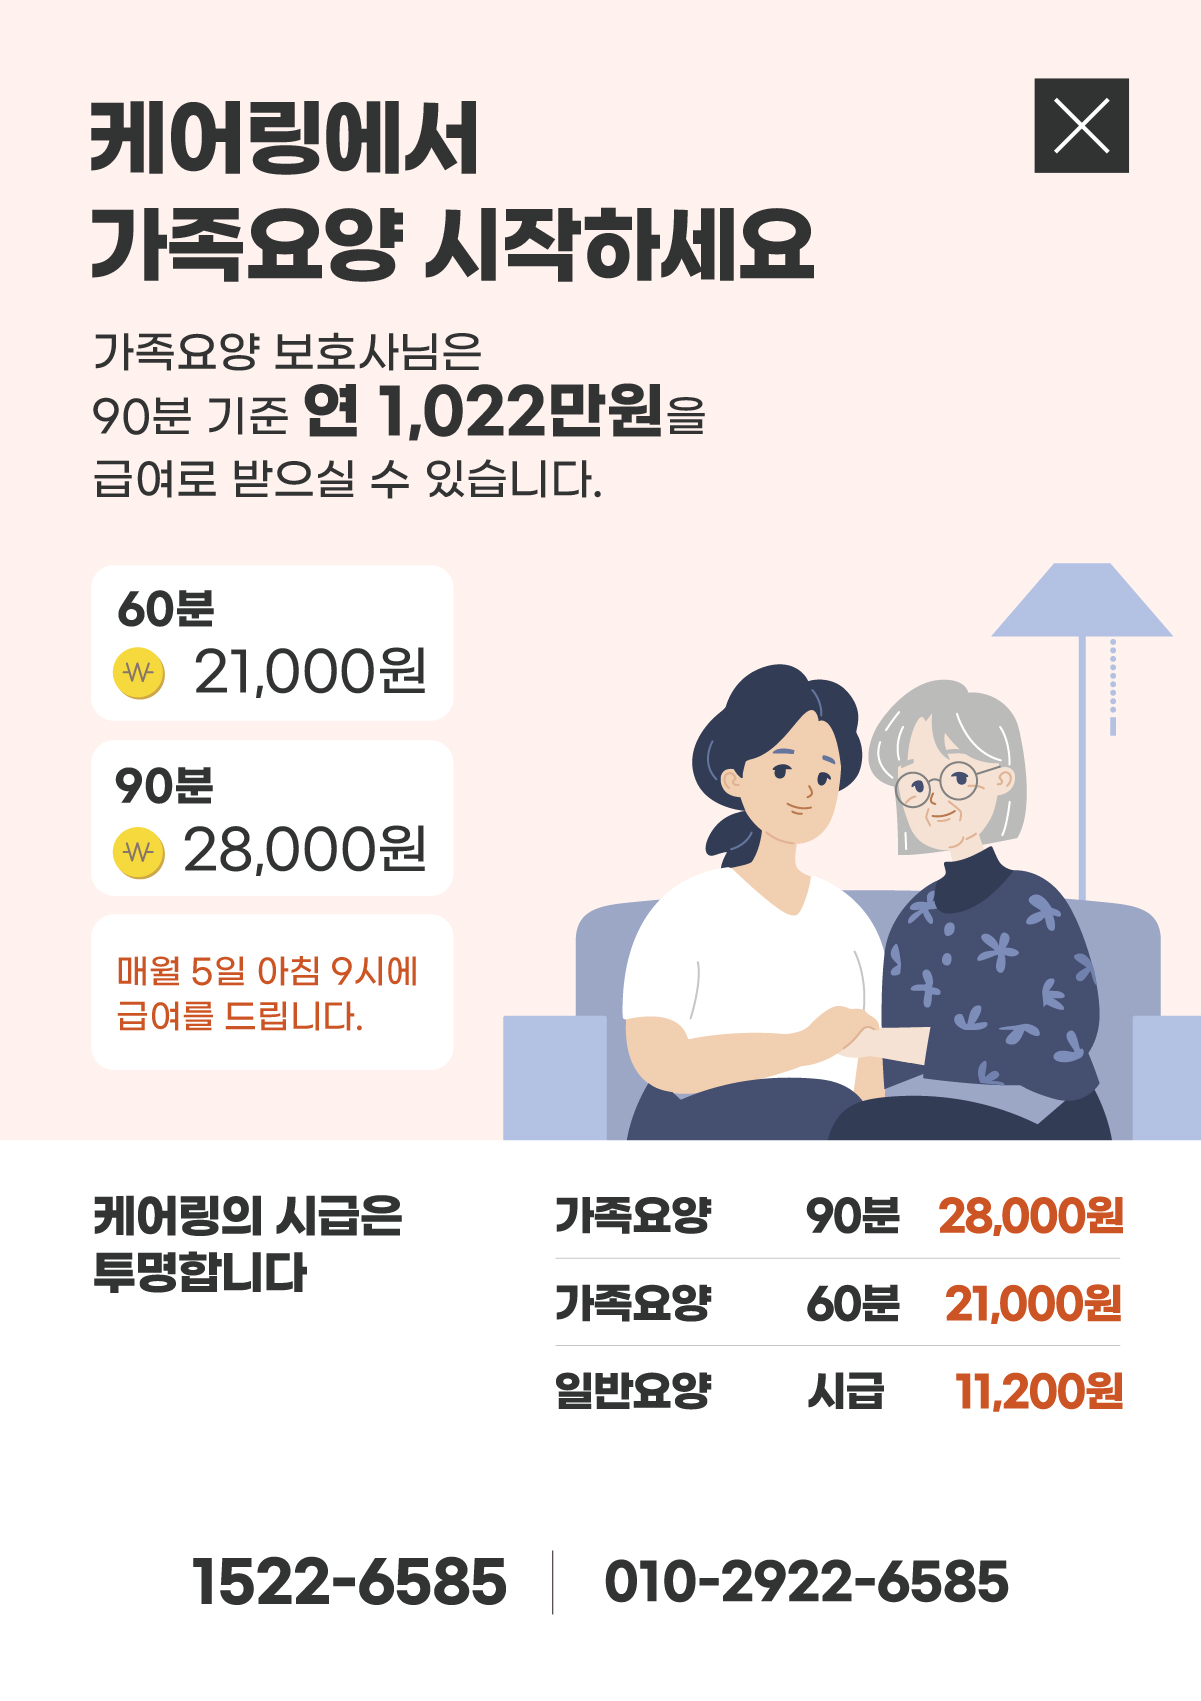 케어링에서
가족요양 시작하세요
가족요양 보호사님은
90분 기준 연 1,022만원을
급여로 받으실 수 있습니다.
60분
₩ 21,000원
90분
₩ 28,000원
매월 5일 아침 9시에
급여를 드립니다.
케어링의 시급은
투명합니다
가족요양 90분 28,000원
가족요양 60분 21,000원
일반요양 시급 11,200원
1522-6585 | 010-2922-6585